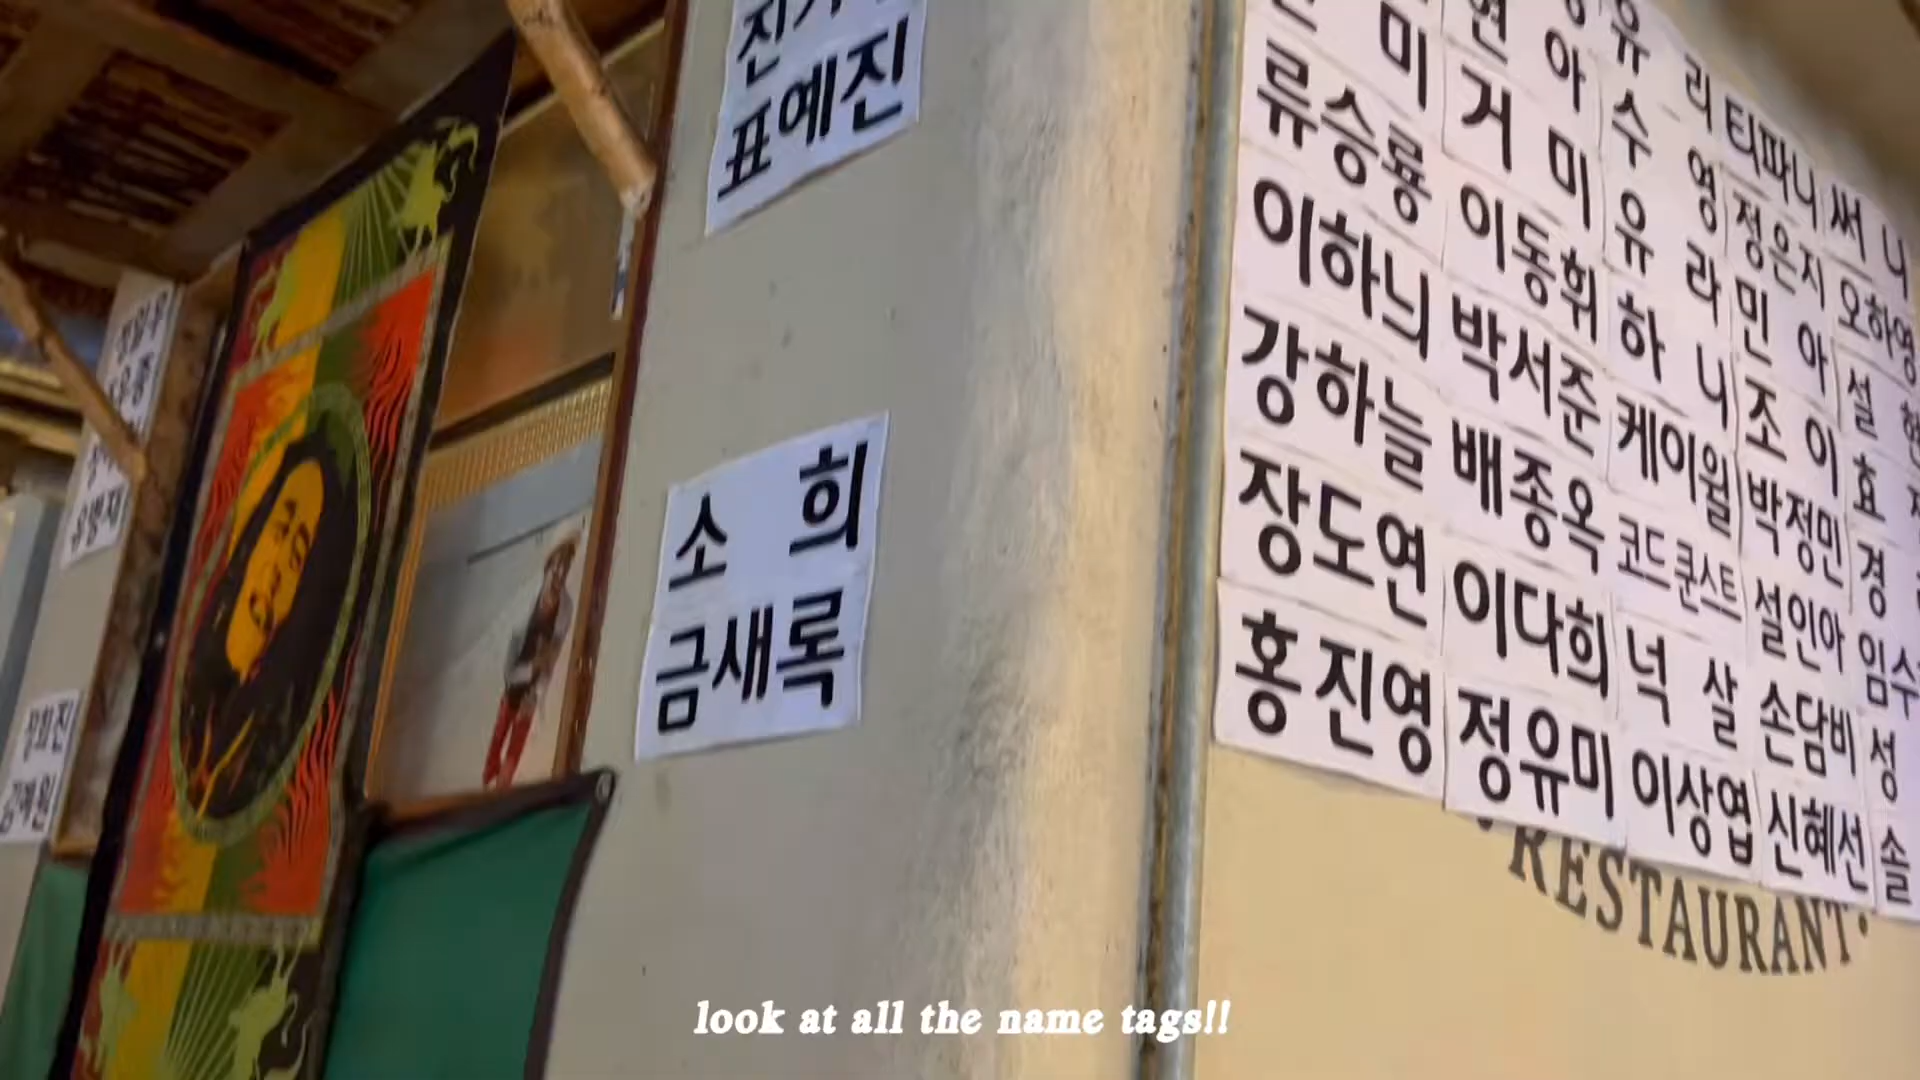 표예진
소 희
금새록
유 리 티파니 써 니
미 현 아 수 영 정은지 오하영
류승룡 거 미 유 라 민 아 설 현
이하늬 이동휘 하 니 조 이 효
강하늘 박서준 케이윌 박정민 경
장도연 배종옥 코드쿤스트 설인아 임수
홍진영 이다희 넉 살 손담비 성
정유미 이상엽 신혜선 솔
RESTAURANT
look at all the name tags!!